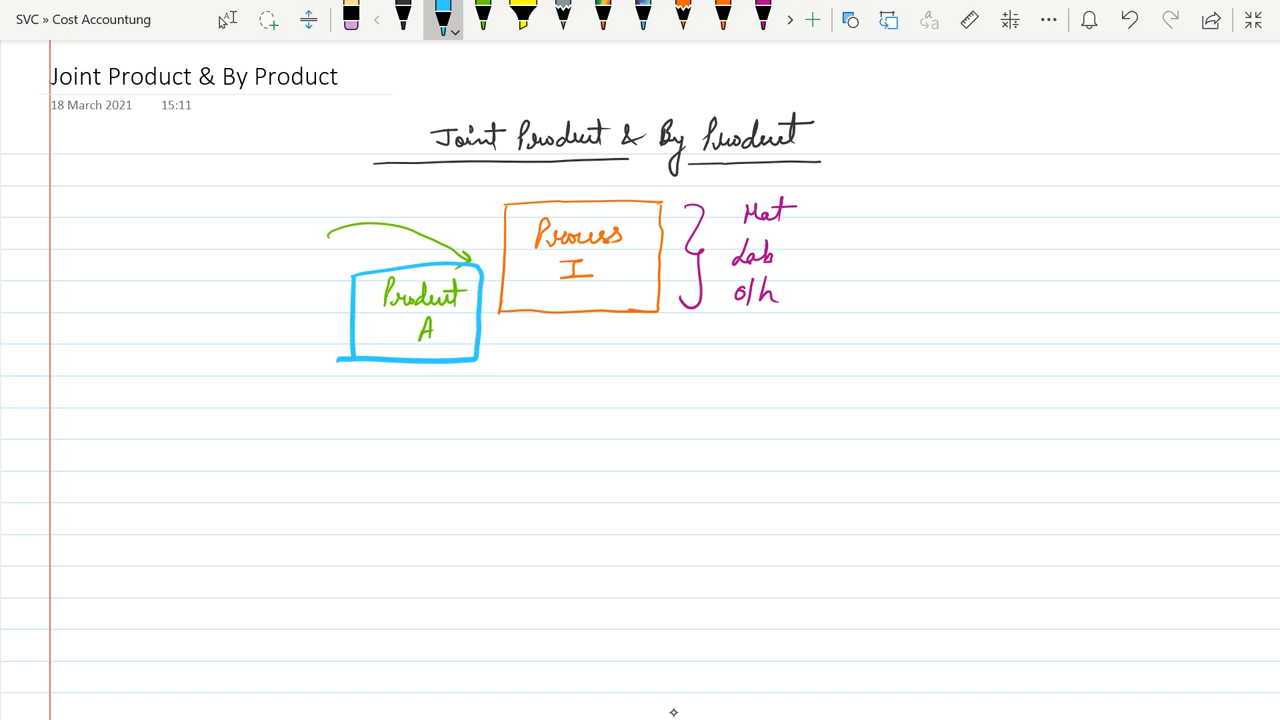 SVC » Cost Accountung
Joint Product & By Product
18 March 2021 15:11
Joint Product & By Product
Process
I
Mat
Lab
o/h
Product
A